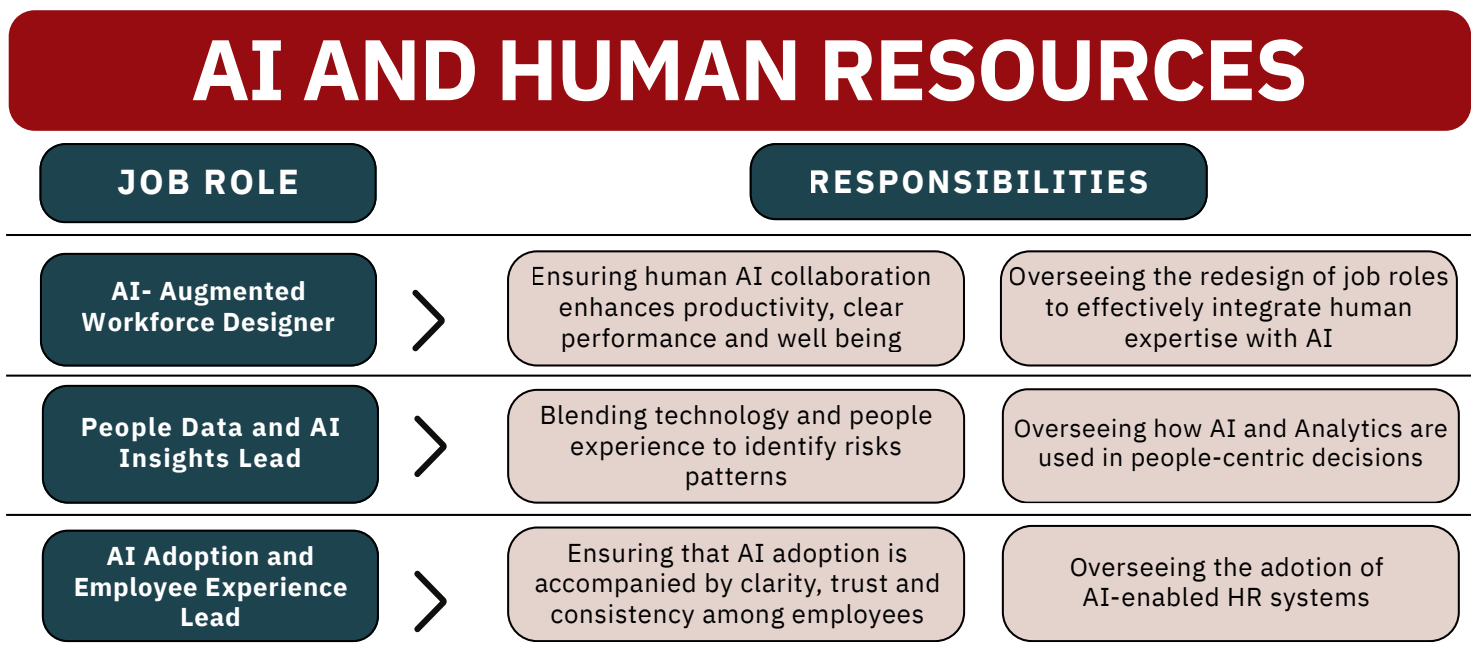 AI AND HUMAN RESOURCES
JOB ROLE
RESPONSIBILITIES
AI- Augmented
Workforce Designer
Ensuring human AI collaboration
enhances productivity, clear
performance and well being
Overseeing the redesign of job roles
to effectively integrate human
expertise with AI
People Data and AI
Insights Lead
Blending technology and people
experience to identify risks
patterns
Overseeing how AI and Analytics are
used in people-centric decisions
AI Adoption and
Employee Experience
Lead
Ensuring that AI adoption is
accompanied by clarity, trust and
consistency among employees
Overseeing the adotion of
AI-enabled HR systems